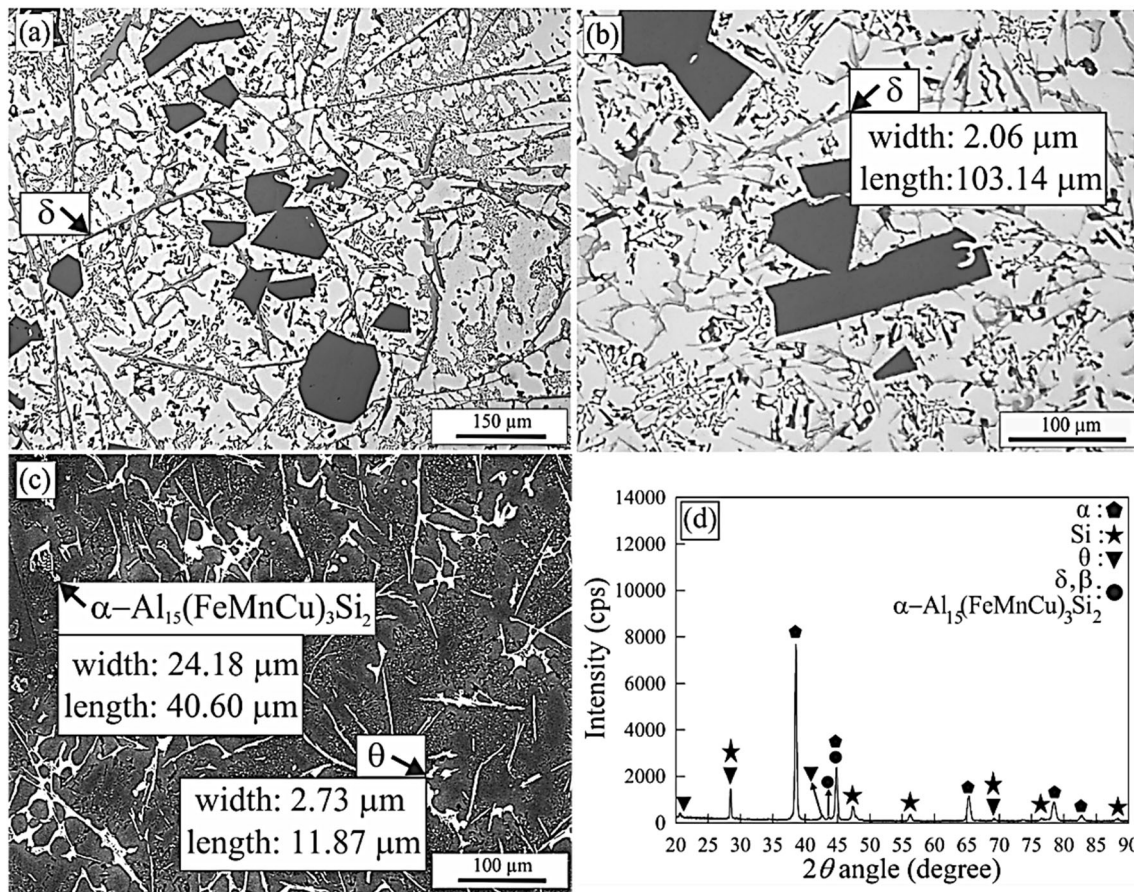 (a)
δ
150 μm
(b)
δ
width: 2.06 μm
length:103.14 μm
100 μm
(c)
α−Al₁₅(FeMnCu)₃Si₂
width: 24.18 μm
length: 40.60 μm
θ
width: 2.73 μm
length: 11.87 μm
100 μm
(d)
α :
Si :
θ :
δ,β :
α−Al₁₅(FeMnCu)₃Si₂
Intensity (cps)
14000
12000
10000
8000
6000
4000
2000
0
20 25 30 35 40 45 50 55 60 65 70 75 80 85 90
2θ angle (degree)